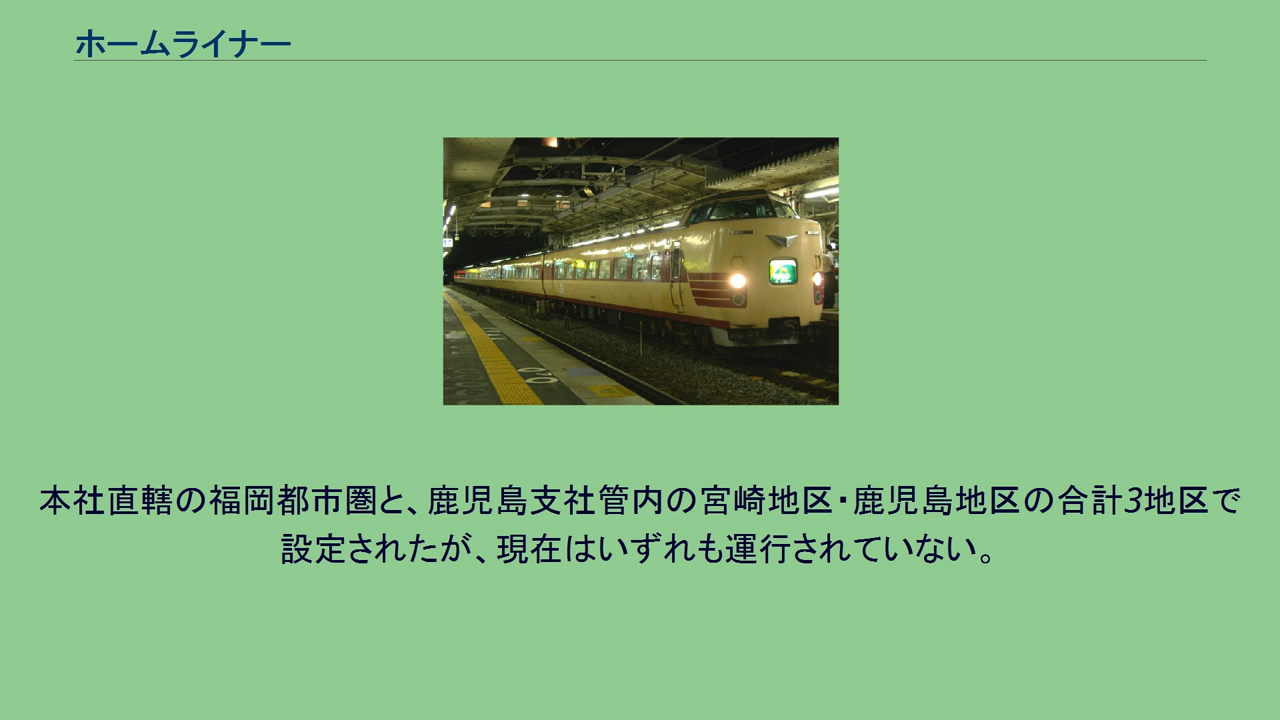 ホームライナー
本社直轄の福岡都市圏と、鹿児島支社管内の宮崎地区・鹿児島地区の合計3地区で
設定されたが、現在はいずれも運行されていない。